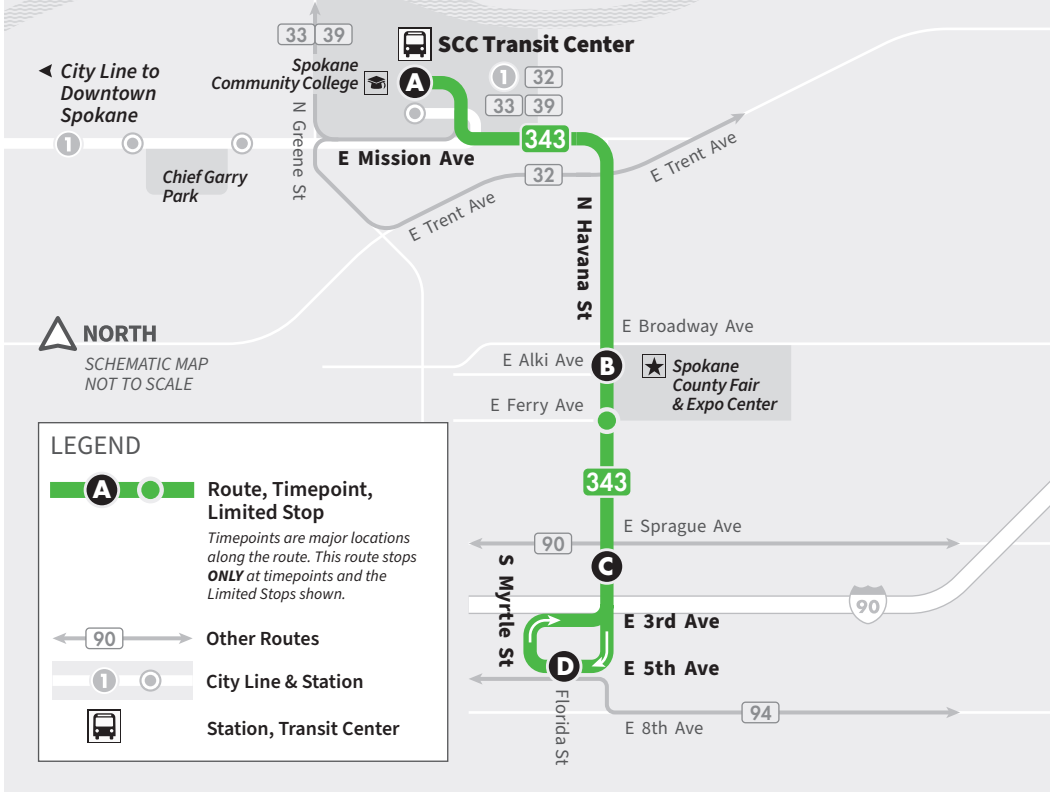 33 39
SCC Transit Center
Spokane
Community College
A
1 32
33 39
City Line to
Downtown
Spokane
1
N Greene St
343
E Mission Ave
Chief Garry
Park
32
E Trent Ave
E Trent Ave
N Havana St
NORTH
SCHEMATIC MAP
NOT TO SCALE
E Broadway Ave
E Alki Ave
B
Spokane
County Fair
& Expo Center
E Ferry Ave
343
E Sprague Ave
90
C
S Myrtle St
90
E 3rd Ave
D
E 5th Ave
Florida St
94
E 8th Ave
LEGEND
A
Route, Timepoint,
Limited Stop
Timepoints are major locations
along the route. This route stops
ONLY at timepoints and the
Limited Stops shown.
90
Other Routes
1
City Line & Station
Station, Transit Center